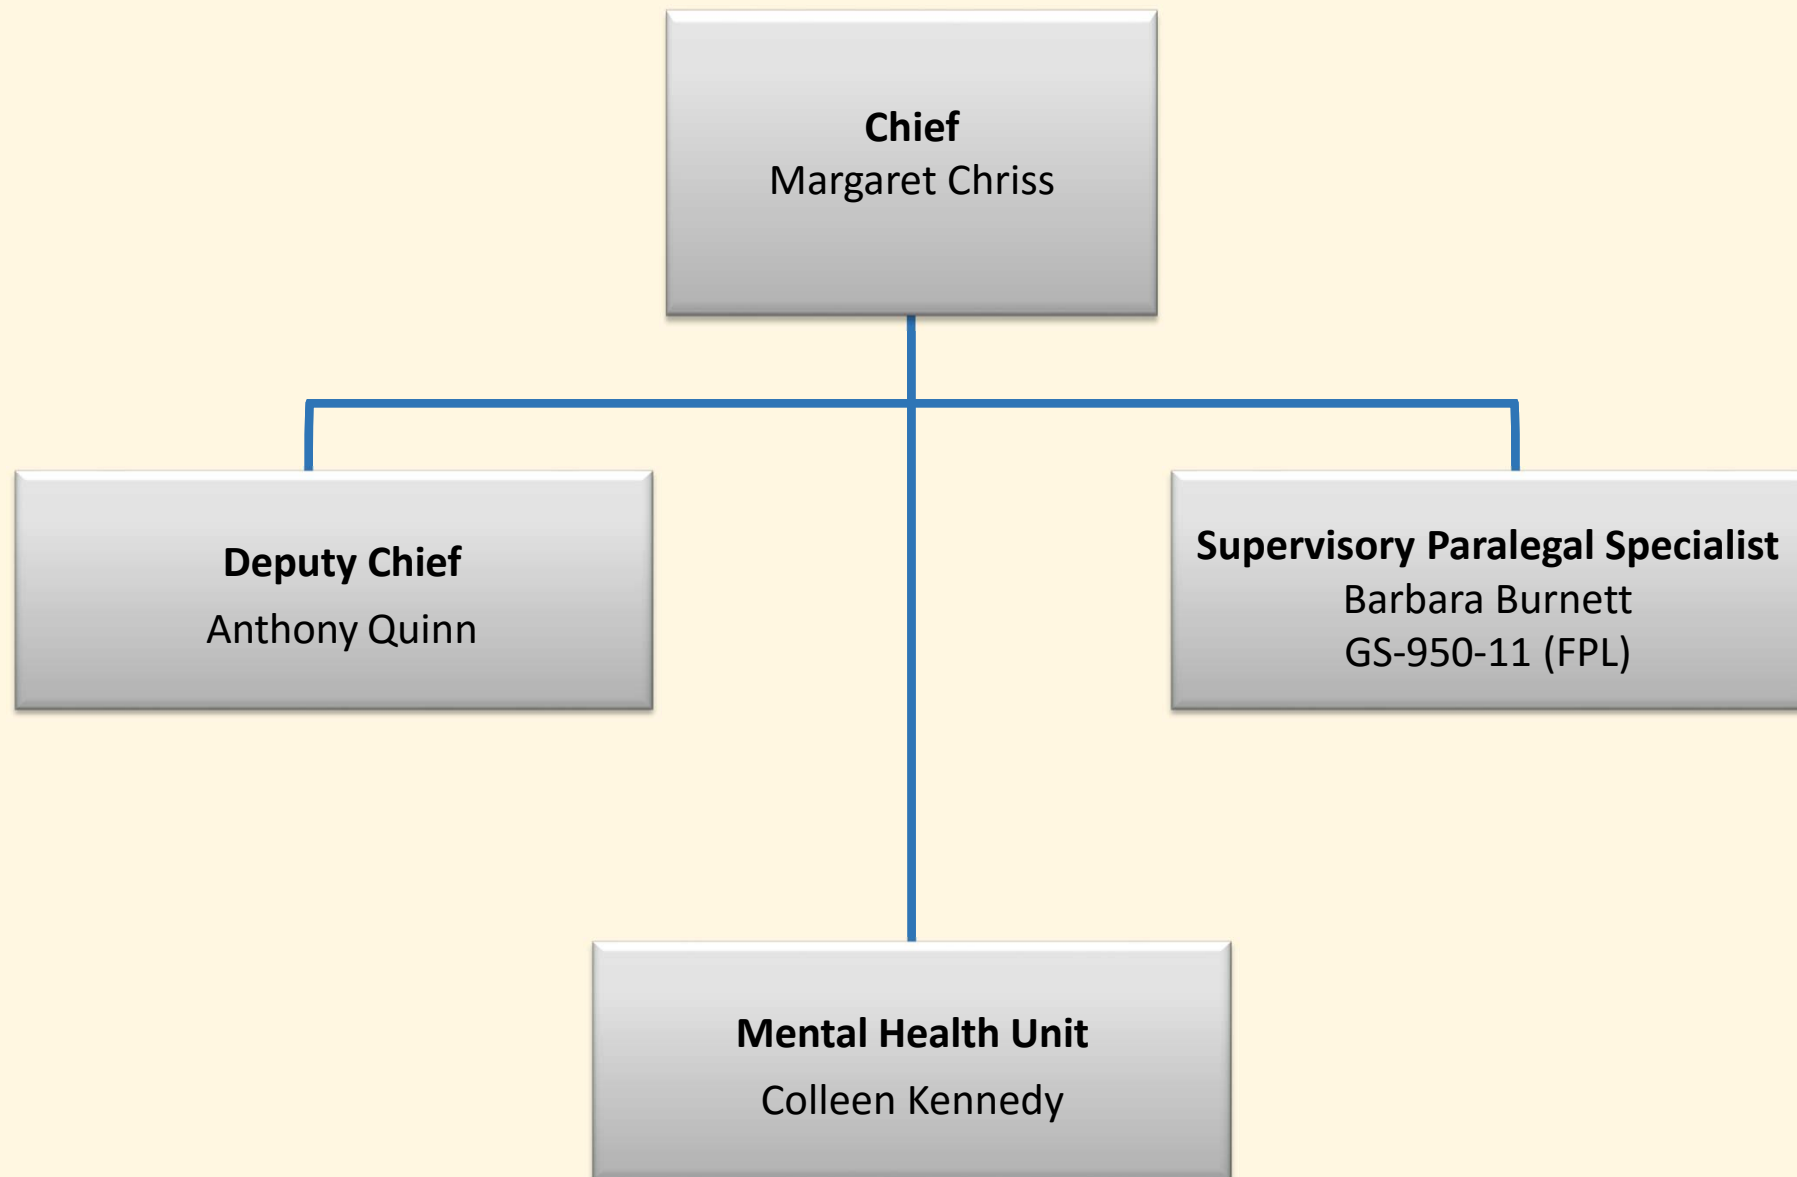 Chief
Margaret Chriss
Deputy Chief
Anthony Quinn
Supervisory Paralegal Specialist
Barbara Burnett
GS-950-11 (FPL)
Mental Health Unit
Colleen Kennedy